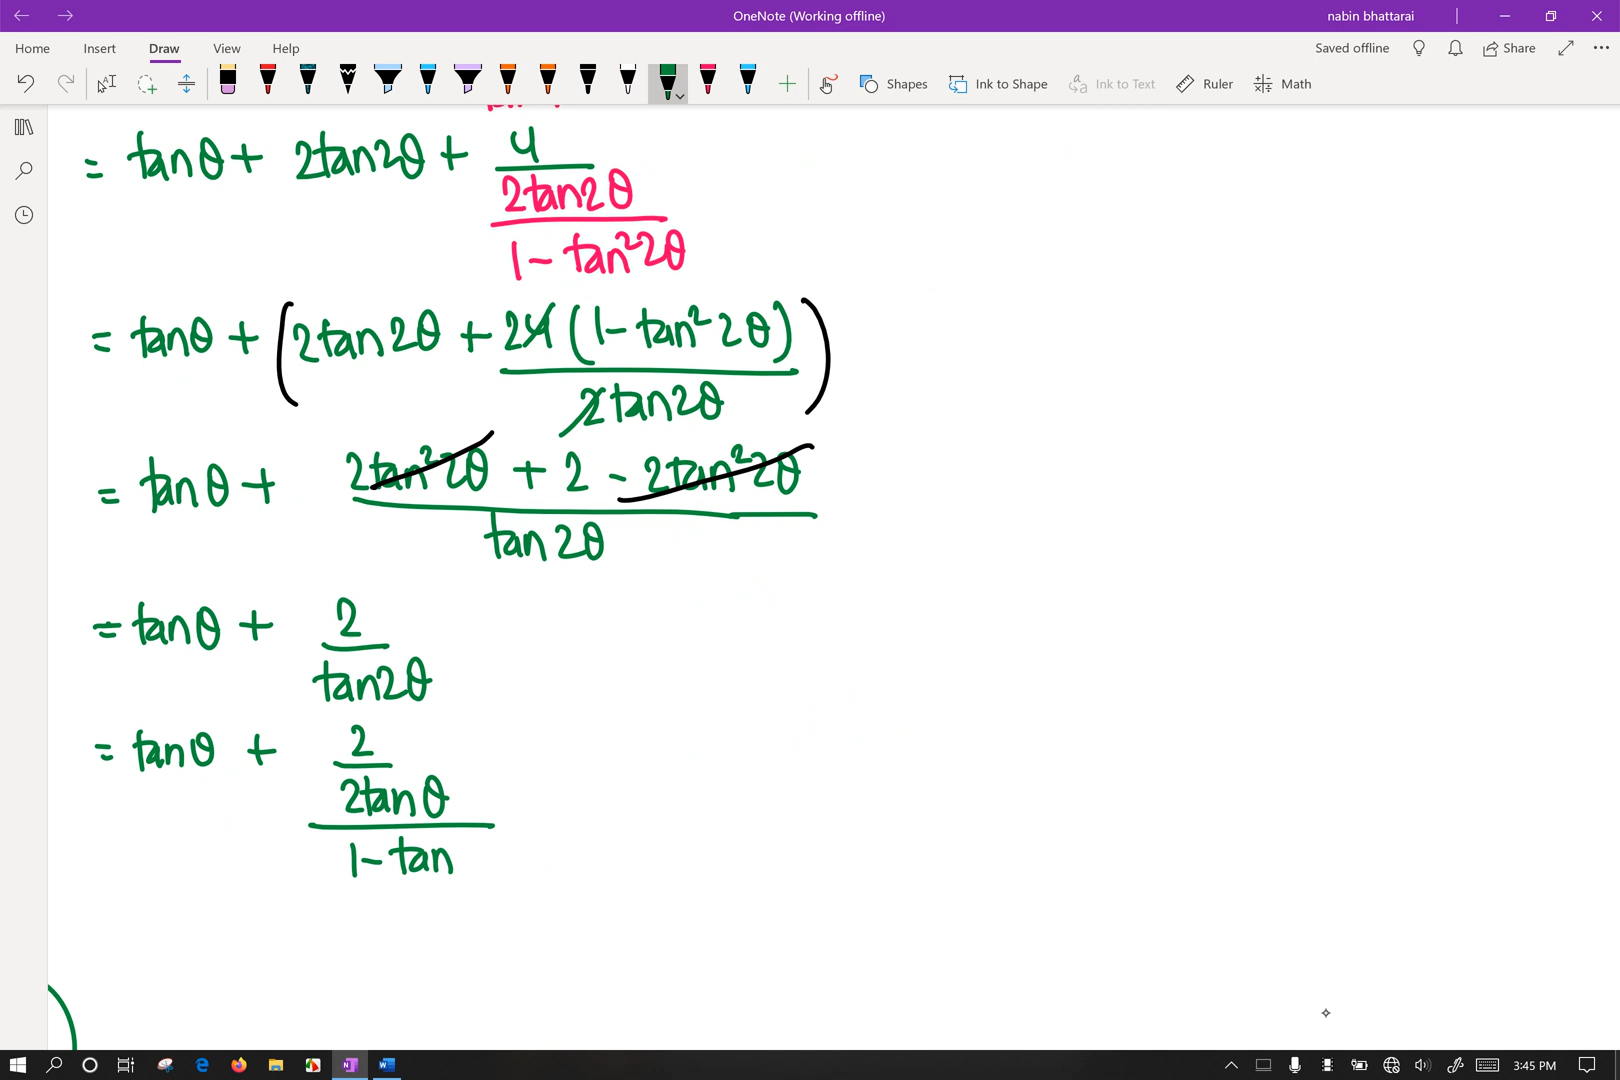 OneNote (Working offline)
nabin bhattarai
Home Insert Draw View Help
Saved offline Share
Shapes Ink to Shape Ink to Text Ruler Math
= tanθ + 2tan2θ + 4
2tan2θ
1 - tan²2θ
= tanθ + (2tan2θ + 24 (1 - tan²2θ))
2tan2θ
= tanθ + 2tan²2θ + 2 - 2tan²2θ
tan2θ
= tanθ + 2
tan2θ
= tanθ + 2
2tanθ
1 - tan
3:45 PM